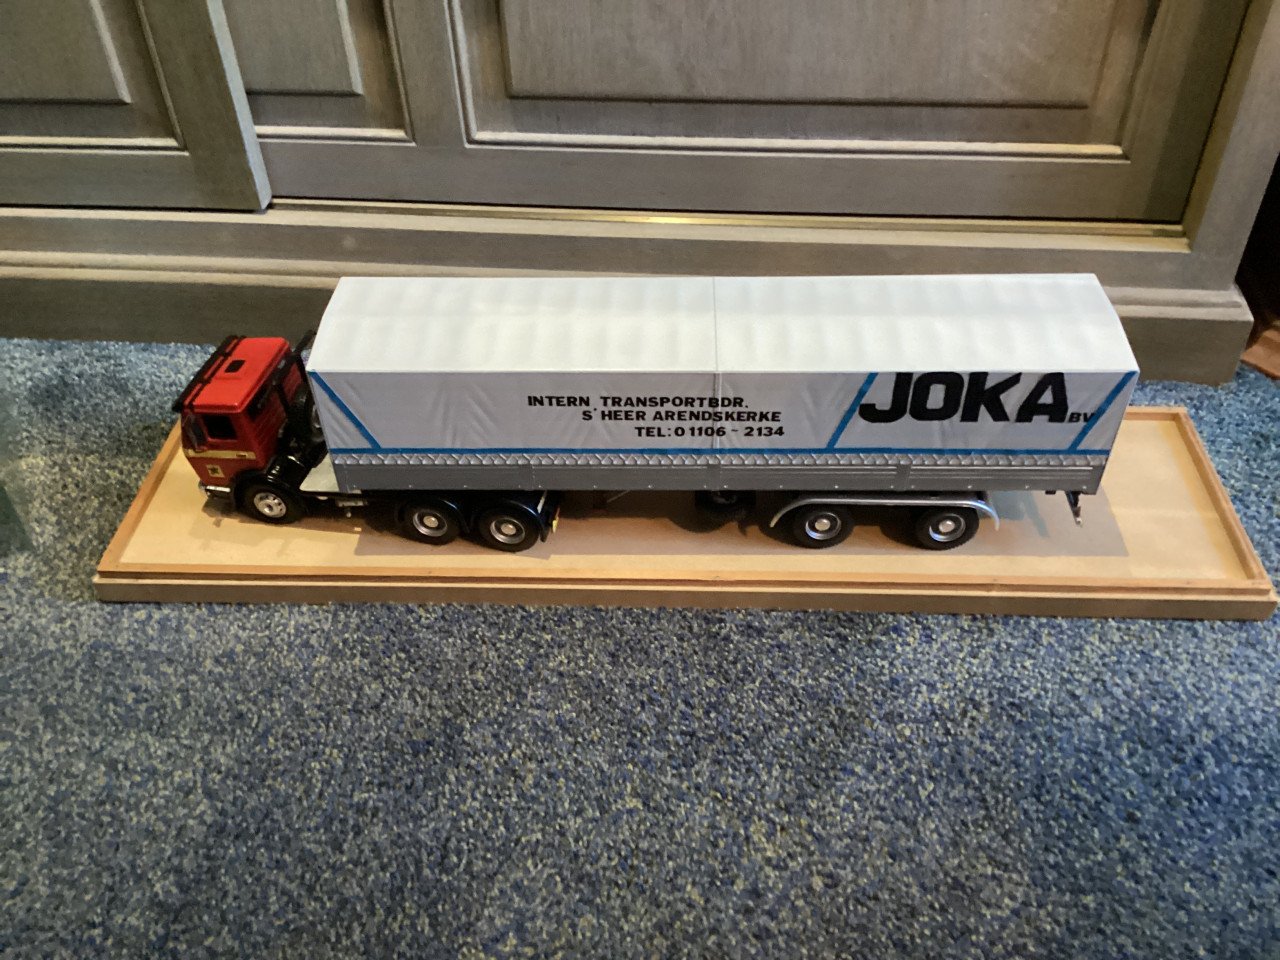 INTERN TRANSPORTBDR.
S'HEER ARENDSKERKE
TEL: 01106 - 2134
JOKA BV